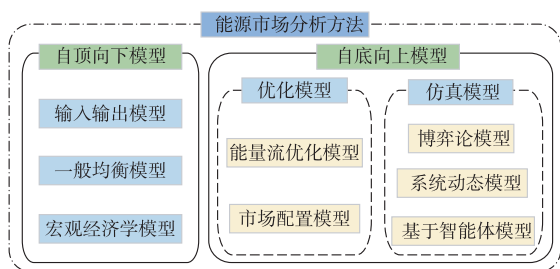 能源市场分析方法
自顶向下模型
输入输出模型
一般均衡模型
宏观经济学模型
自底向上模型
优化模型
能量流优化模型
市场配置模型
仿真模型
博弈论模型
系统动态模型
基于智能体模型